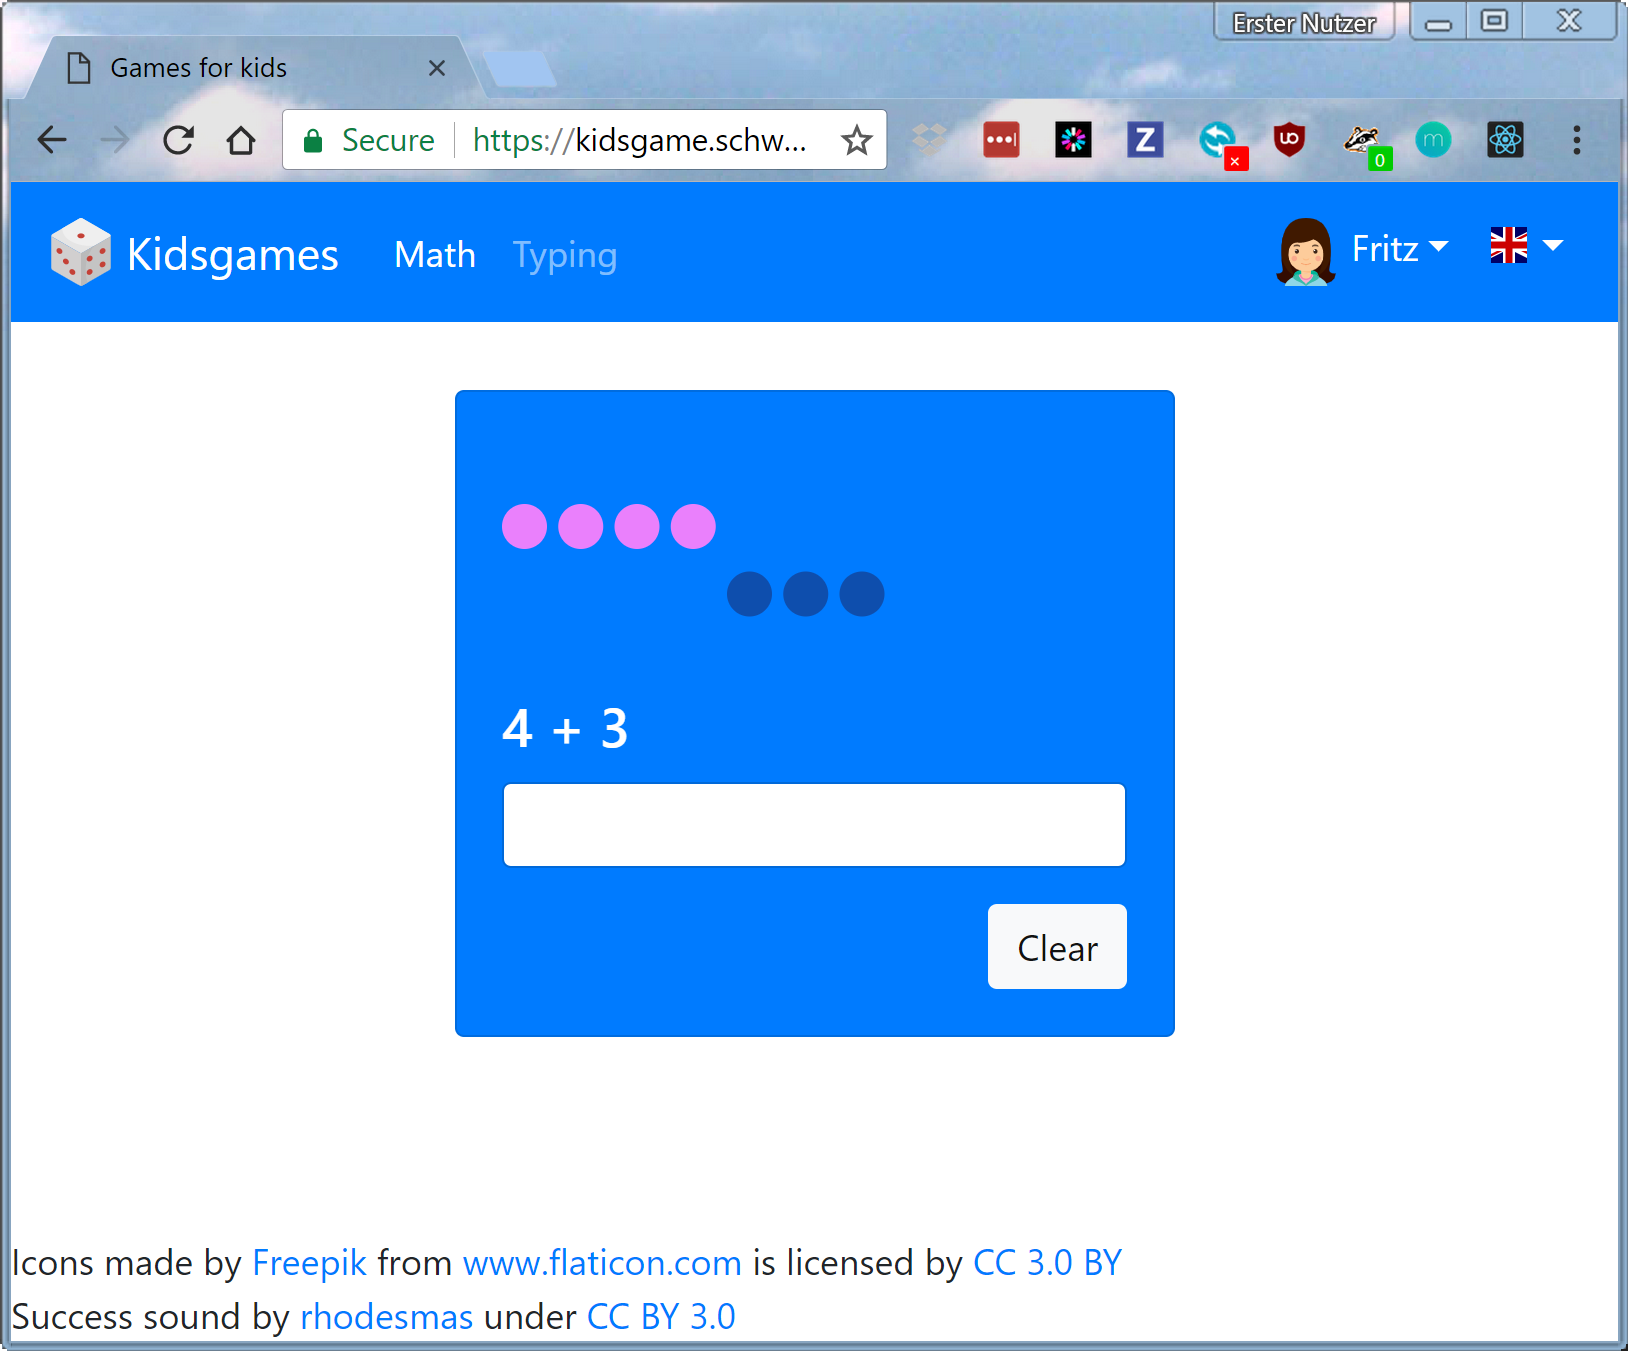 Erster Nutzer
Games for kids
Secure https://kidsgame.schw...
Z
m
0
Kidsgames Math Typing Fritz
4 + 3
Clear
Icons made by Freepik from www.flaticon.com is licensed by CC 3.0 BY
Success sound by rhodesmas under CC BY 3.0